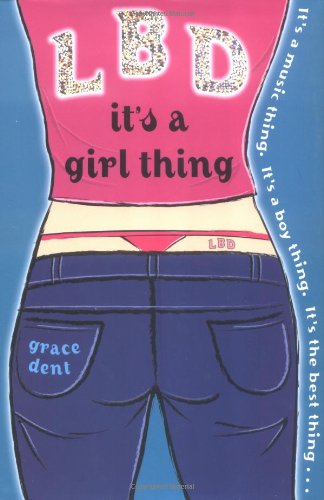 LBD
it's a
girl thing
It's a music thing. It's a boy thing. It's the best thing . . .
LBD
grace
dent